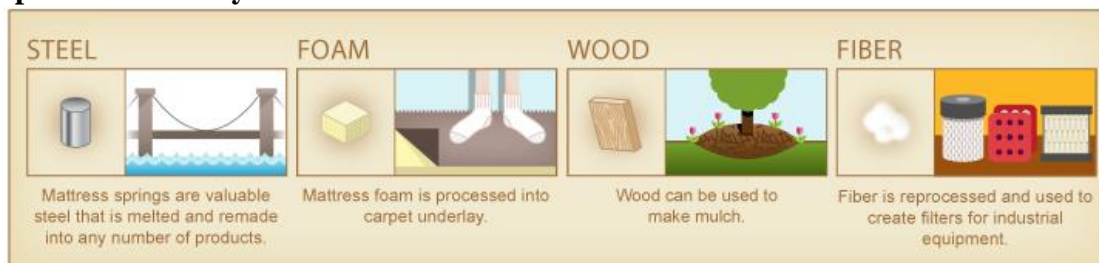 STEEL
Mattress springs are valuable
steel that is melted and remade
into any number of products.
FOAM
Mattress foam is processed into
carpet underlay.
WOOD
Wood can be used to
make mulch.
FIBER
Fiber is reprocessed and used to
create filters for industrial
equipment.